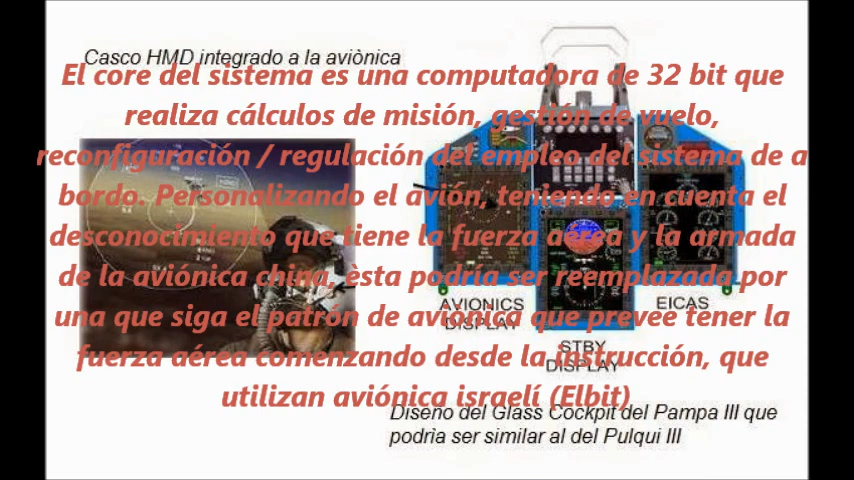 Casco HMD integrado a la aviònica
El core del sistema es una computadora de 32 bit que
realiza cálculos de misión, gestión de vuelo,
reconfiguración / regulación del empleo del sistema de a
bordo. Personalizando el avión, teniendo en cuenta el
desconocimiento que tiene la fuerza aérea y la armada
de la aviónica china, èsta podría ser reemplazada por
una que siga el patrón de aviónica que prevee tener la
fuerza aérea comenzando desde la instrucción, que
utilizan aviónica israelí (Elbit)
AVIONICS
DISPLAY
STBY
DISPLAY
EICAS
Diseño del Glass Cockpit del Pampa III que
podrìa ser similar al del Pulqui III